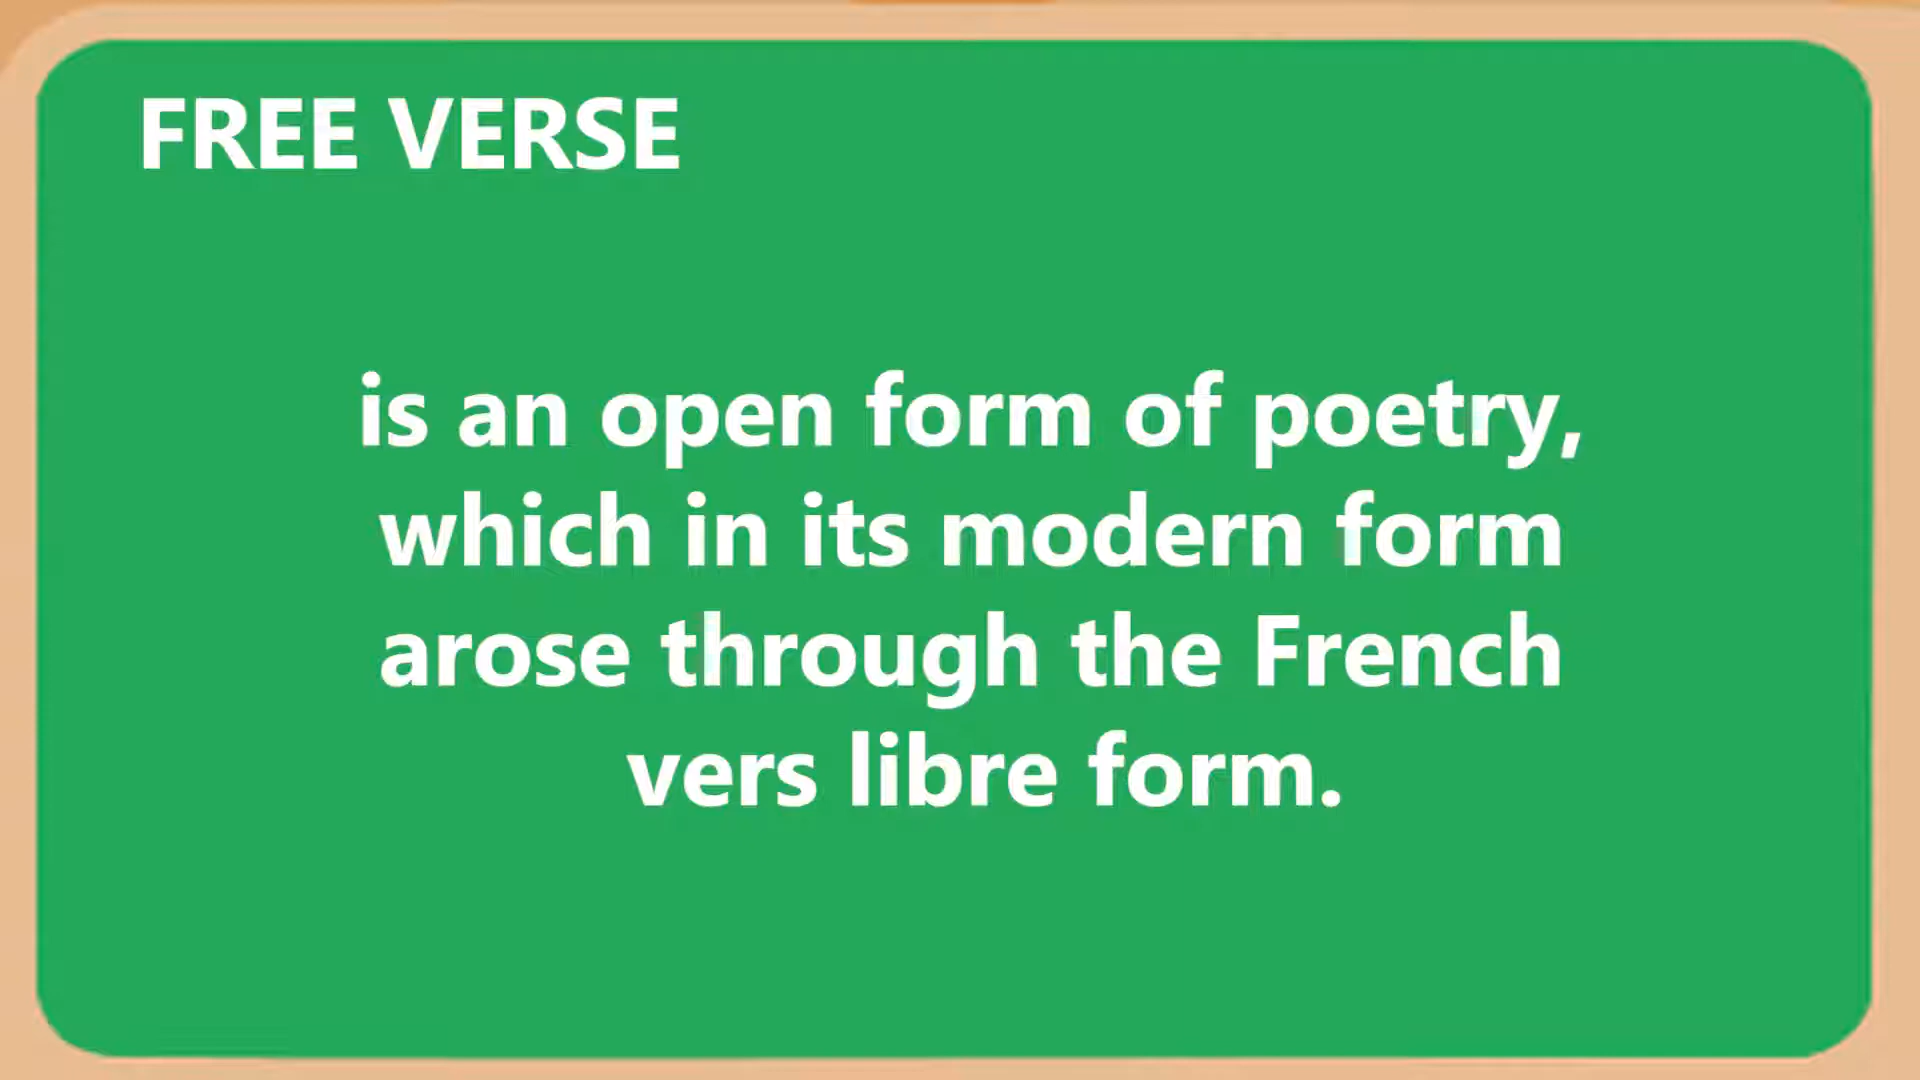 FREE VERSE
is an open form of poetry,
which in its modern form
arose through the French
vers libre form.